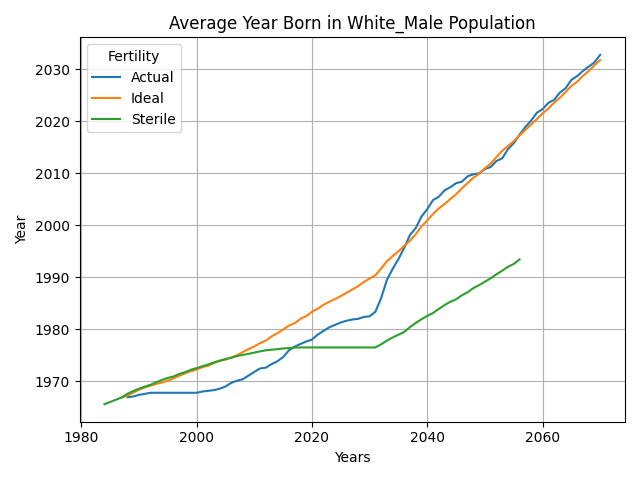 Average Year Born in White_Male Population
Fertility
Actual
Ideal
Sterile
Year
2030
2020
2010
2000
1990
1980
1970
1980 2000 2020 2040 2060
Years